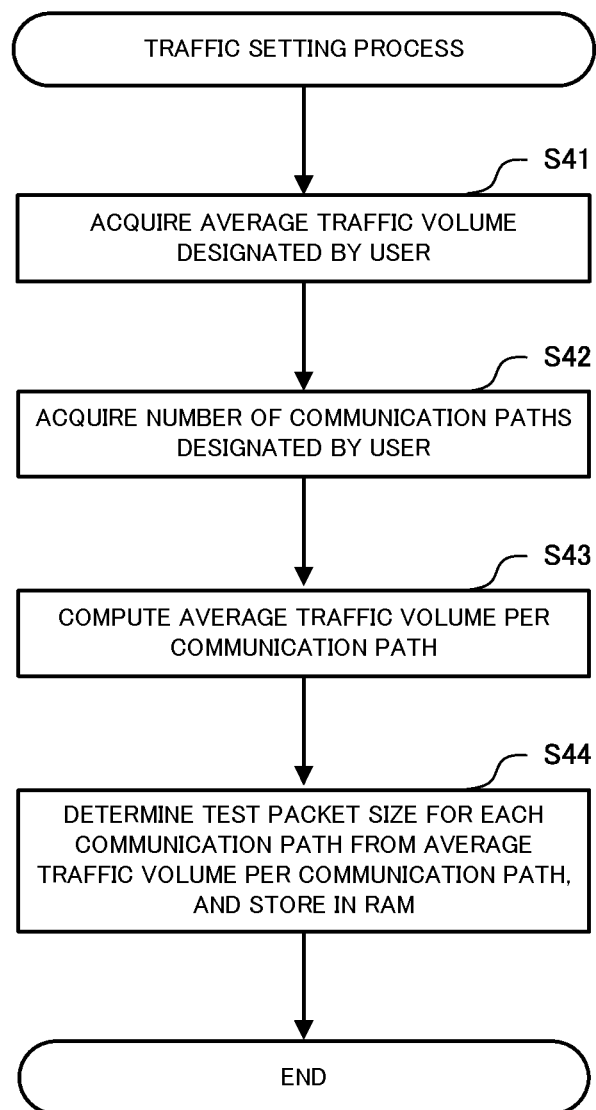 TRAFFIC SETTING PROCESS
S41
ACQUIRE AVERAGE TRAFFIC VOLUME
DESIGNATED BY USER
S42
ACQUIRE NUMBER OF COMMUNICATION PATHS
DESIGNATED BY USER
S43
COMPUTE AVERAGE TRAFFIC VOLUME PER
COMMUNICATION PATH
S44
DETERMINE TEST PACKET SIZE FOR EACH
COMMUNICATION PATH FROM AVERAGE
TRAFFIC VOLUME PER COMMUNICATION PATH,
AND STORE IN RAM
END